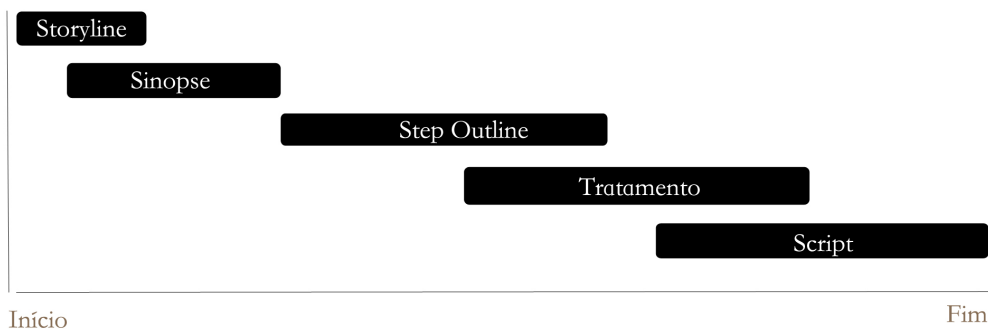 Storyline
Sinopse
Step Outline
Tratamento
Script
Início
Fim